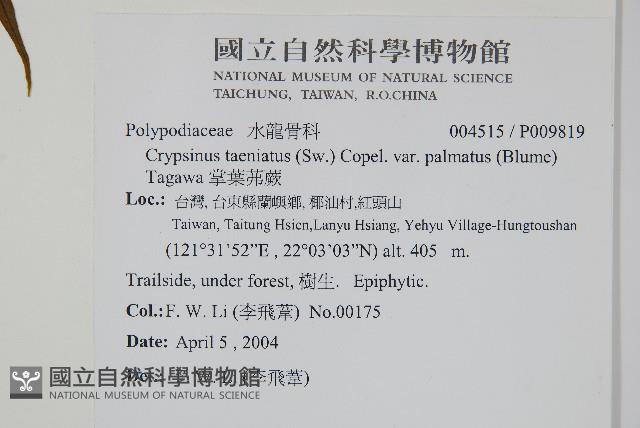 國立自然科學博物館
NATIONAL MUSEUM OF NATURAL SCIENCE
TAICHUNG, TAIWAN, R.O.CHINA
Polypodiaceae 水龍骨科 004515 / P009819
Crypsinus taeniatus (Sw.) Copel. var. palmatus (Blume)
Tagawa 掌葉茀蕨
Loc.: 台灣, 台東縣蘭嶼鄉, 椰油村,紅頭山
Taiwan, Taitung Hsien,Lanyu Hsiang, Yehyu Village-Hungtoushan
(121°31'52”E , 22°03'03”N) alt. 405 m.
Trailside, under forest, 樹生. Epiphytic.
Col.: F. W. Li (李飛葦) No.00175
Date: April 5 , 2004
李飛葦)
國立自然科學博物館
NATIONAL MUSEUM OF NATURAL SCIENCE